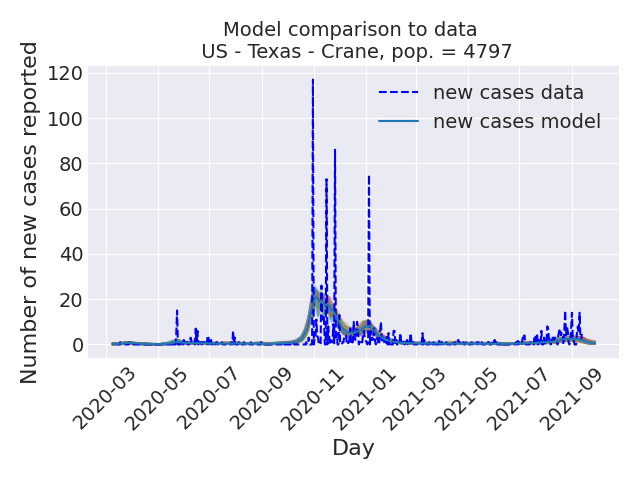 Model comparison to data
US - Texas - Crane, pop. = 4797
Number of new cases reported
120
100
80
60
40
20
0
new cases data
new cases model
2020-03
2020-05
2020-07
2020-09
2020-11
2021-01
2021-03
2021-05
2021-07
2021-09
Day